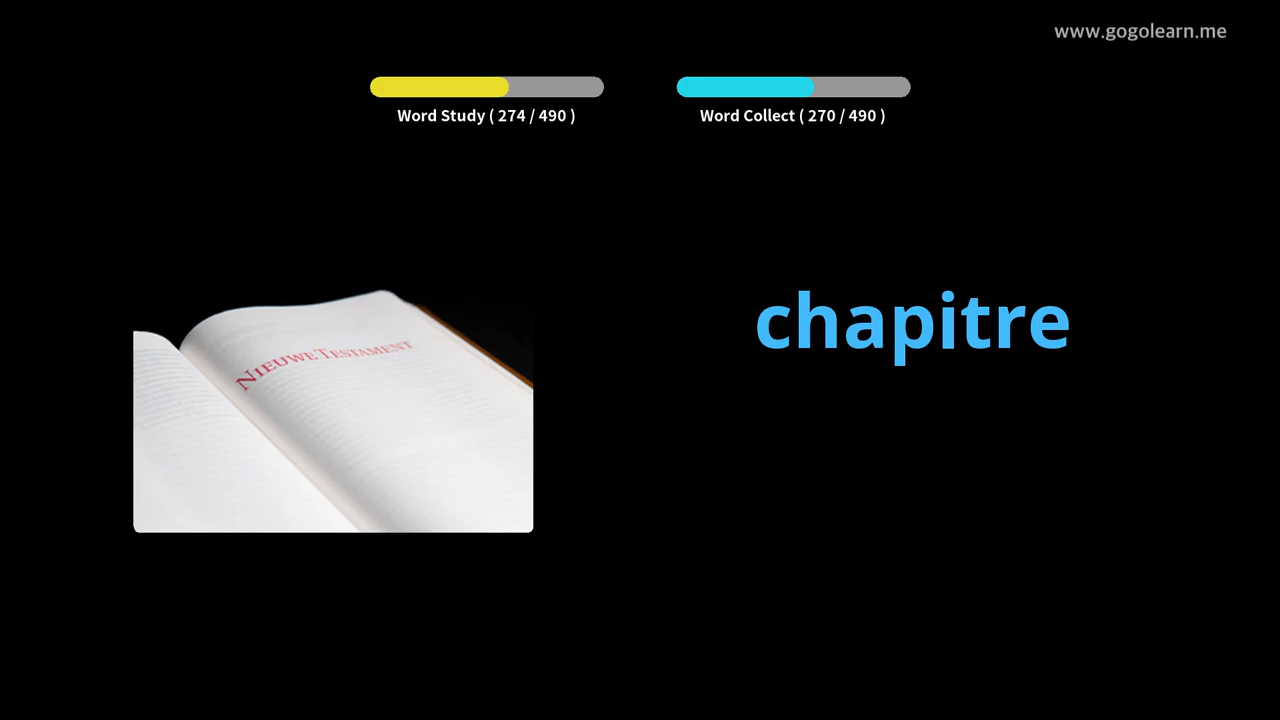 www.gogolearn.me
Word Study ( 274 / 490 )
Word Collect ( 270 / 490 )
chapitre
NIEUWE TESTAMENT